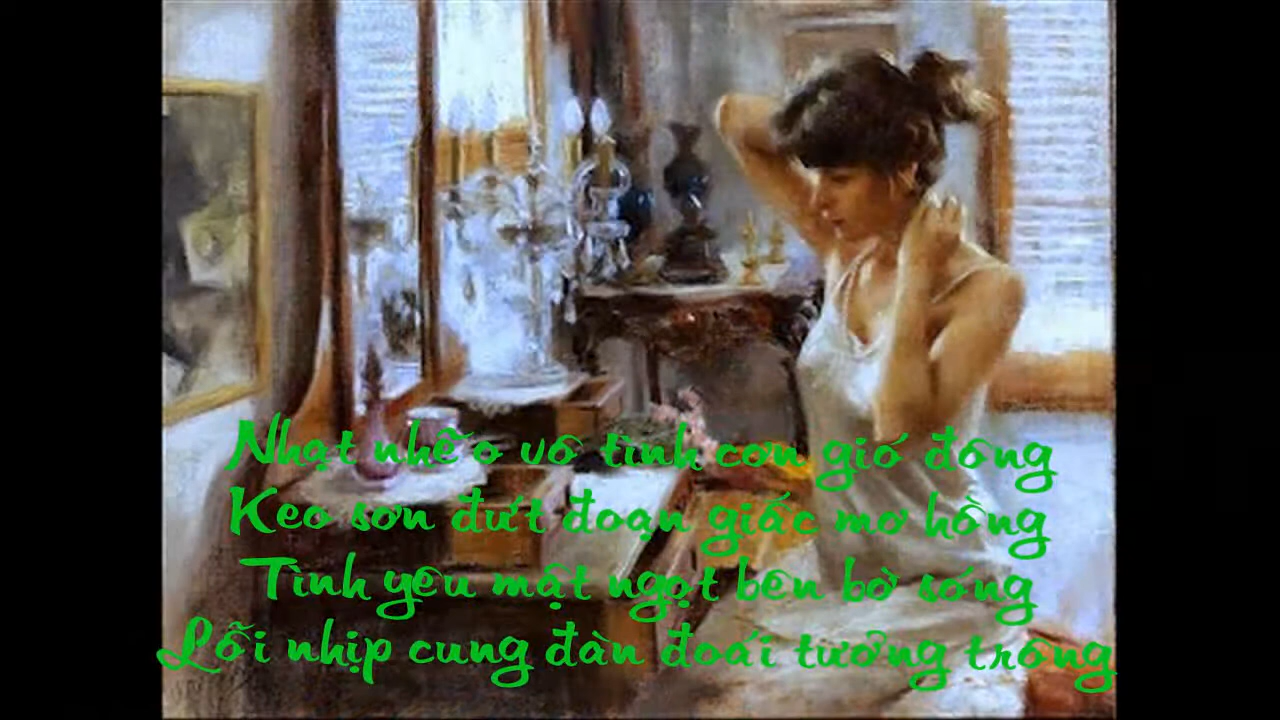 Nhạt nhẽo vô tình cơn gió đông
Keo sơn đứt đoạn giấc mơ hồng
Tình yêu mật ngọt bên bờ sóng
Lỗi nhịp cung đàn đoái tưởng trông